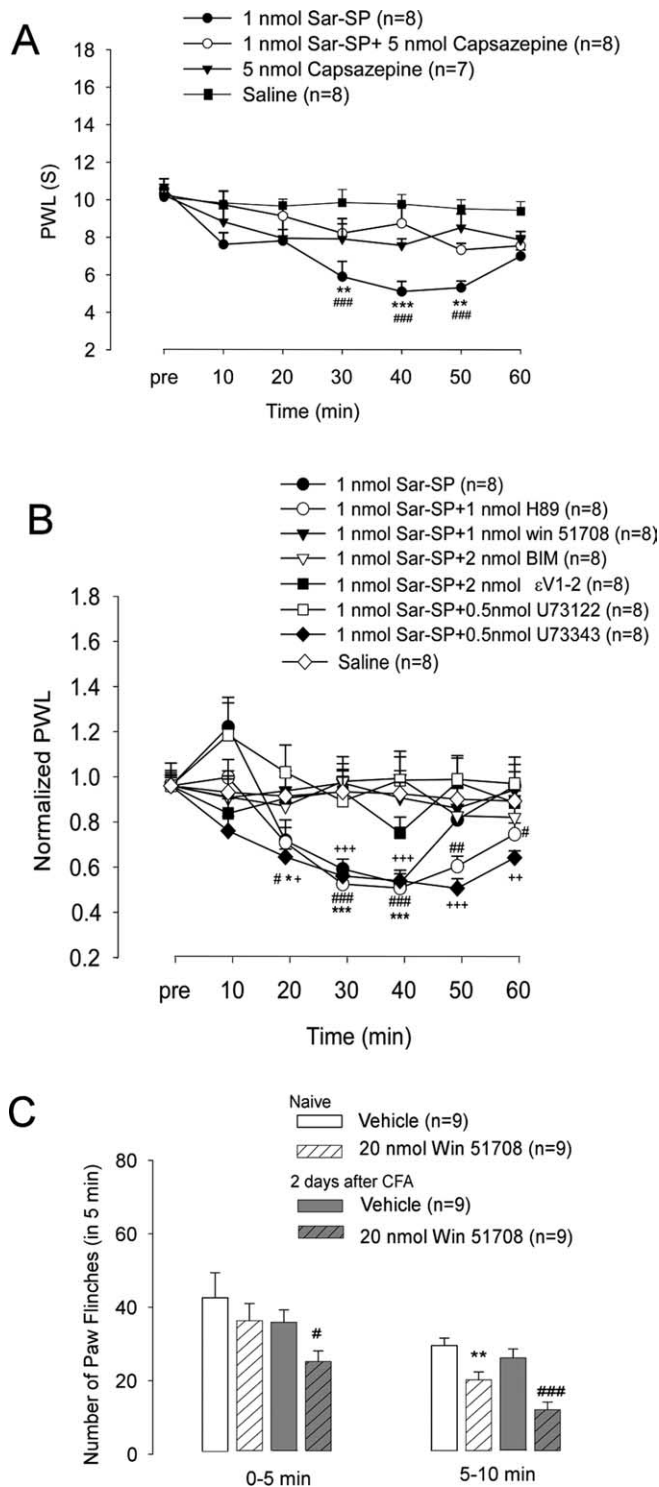 A
1 nmol Sar-SP (n=8)
1 nmol Sar-SP+ 5 nmol Capsazepine (n=8)
5 nmol Capsazepine (n=7)
Saline (n=8)
18
16
14
12
10
8
6
4
2
PWL (S)
** *** **
### ### ###
pre 10 20 30 40 50 60
Time (min)
B
1 nmol Sar-SP (n=8)
1 nmol Sar-SP+1 nmol H89 (n=8)
1 nmol Sar-SP+1 nmol win 51708 (n=8)
1 nmol Sar-SP+2 nmol BIM (n=8)
1 nmol Sar-SP+2 nmol εV1-2 (n=8)
1 nmol Sar-SP+0.5nmol U73122 (n=8)
1 nmol Sar-SP+0.5nmol U73343 (n=8)
Saline (n=8)
1.8
1.6
1.4
1.2
1.0
0.8
0.6
0.4
0.2
Normalized PWL
+++ +++ ## #
# * + ### ### +++ ++
*** ***
pre 10 20 30 40 50 60
Time (min)
C
Naive
Vehicle (n=9)
20 nmol Win 51708 (n=9)
2 days after CFA
Vehicle (n=9)
20 nmol Win 51708 (n=9)
80
60
40
20
0
Number of Paw Flinches (in 5 min)
# ** ###
0-5 min 5-10 min